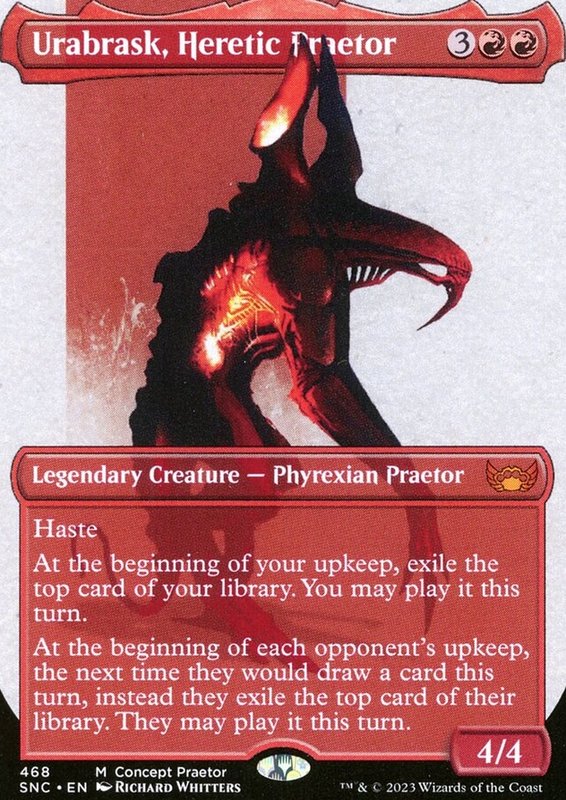 Urabrask, Heretic Praetor 3
Legendary Creature — Phyrexian Praetor
Haste
At the beginning of your upkeep, exile the
top card of your library. You may play it this
turn.
At the beginning of each opponent's upkeep,
the next time they would draw a card this
turn, instead they exile the top card of their
library. They may play it this turn.
4/4
468 M Concept Praetor
SNC • EN Richard Whitters
™ & © 2023 Wizards of the Coast